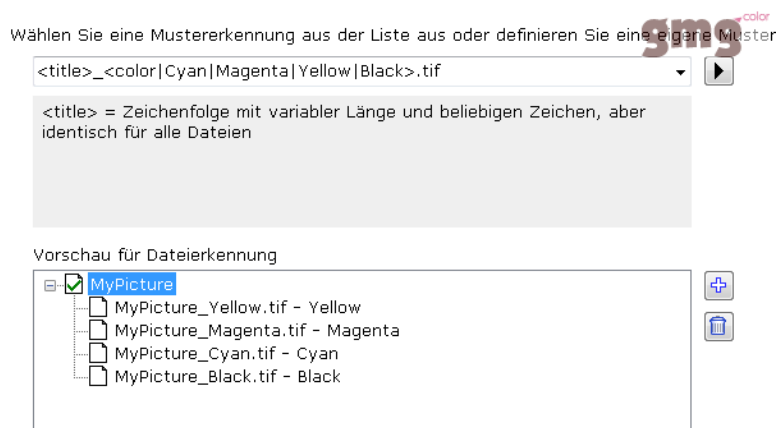 color
gmg
Wählen Sie eine Mustererkennung aus der Liste aus oder definieren Sie eine eigene Muster
<title>_<color|Cyan|Magenta|Yellow|Black>.tif
<title> = Zeichenfolge mit variabler Länge und beliebigen Zeichen, aber
identisch für alle Dateien
Vorschau für Dateierkennung
MyPicture
MyPicture_Yellow.tif – Yellow
MyPicture_Magenta.tif – Magenta
MyPicture_Cyan.tif – Cyan
MyPicture_Black.tif – Black